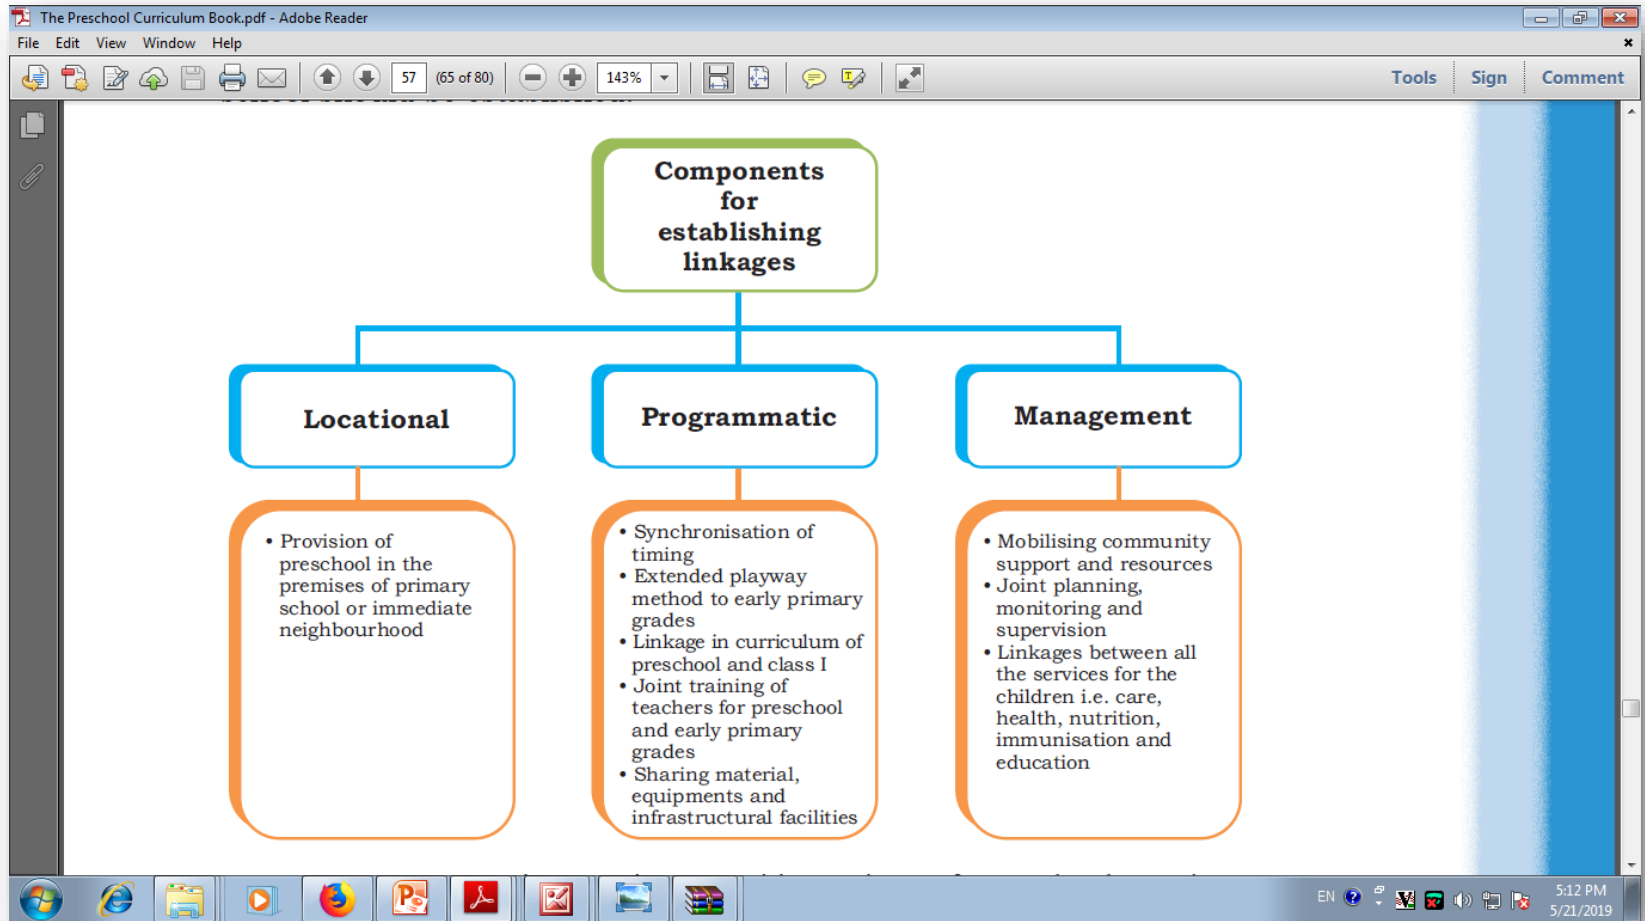 The Preschool Curriculum Book.pdf - Adobe Reader
File Edit View Window Help
57 (65 of 80) 143% Tools Sign Comment
school should be established.
Components
for
establishing
linkages
Locational
Programmatic
Management
• Provision of
preschool in the
premises of primary
school or immediate
neighbourhood
• Synchronisation of
timing
• Extended playway
method to early primary
grades
• Linkage in curriculum of
preschool and class I
• Joint training of
teachers for preschool
and early primary
grades
• Sharing material,
equipments and
infrastructural facilities
• Mobilising community
support and resources
• Joint planning,
monitoring and
supervision
• Linkages between all
the services for the
children i.e. care,
health, nutrition,
immunisation and
education
EN 5:12 PM
5/21/2019